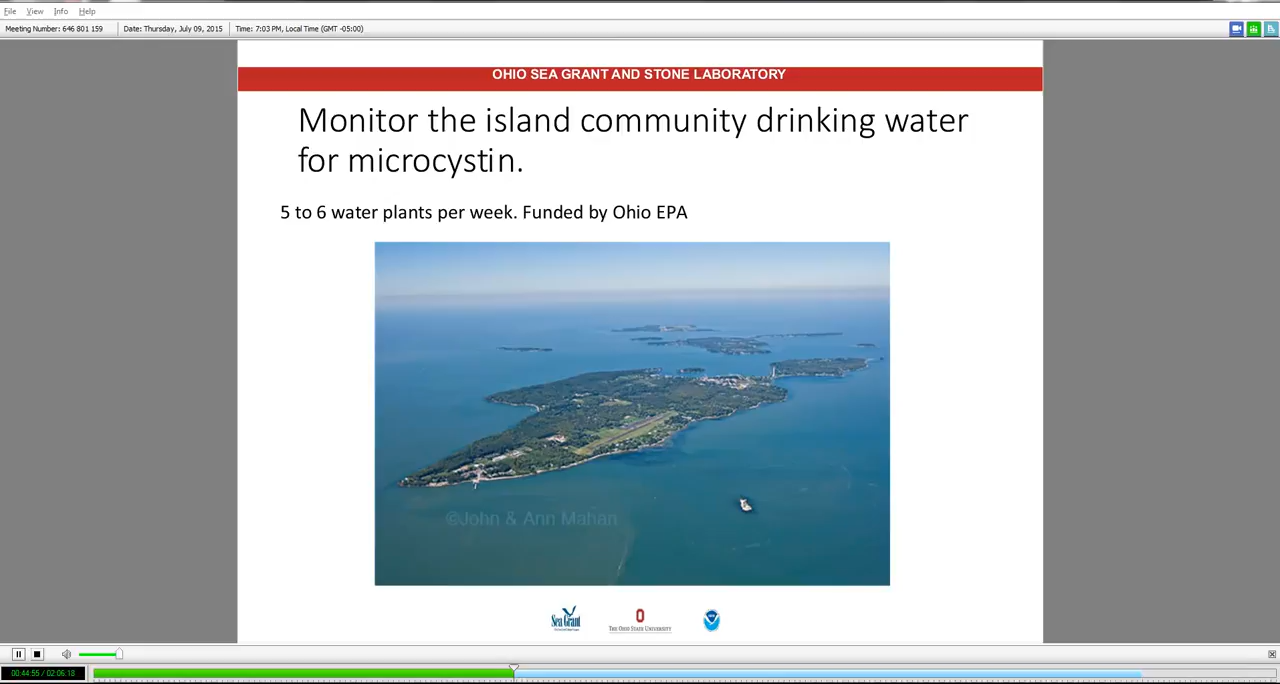 File View Info Help
Meeting Number: 646 801 159 Date: Thursday, July 09, 2015 Time: 7:03 PM, Local Time (GMT -05:00)
OHIO SEA GRANT AND STONE LABORATORY
Monitor the island community drinking water
for microcystin.
5 to 6 water plants per week. Funded by Ohio EPA
©John & Ann Mahan
Sea Grant
THE OHIO STATE UNIVERSITY
00:44:55 / 02:06:13